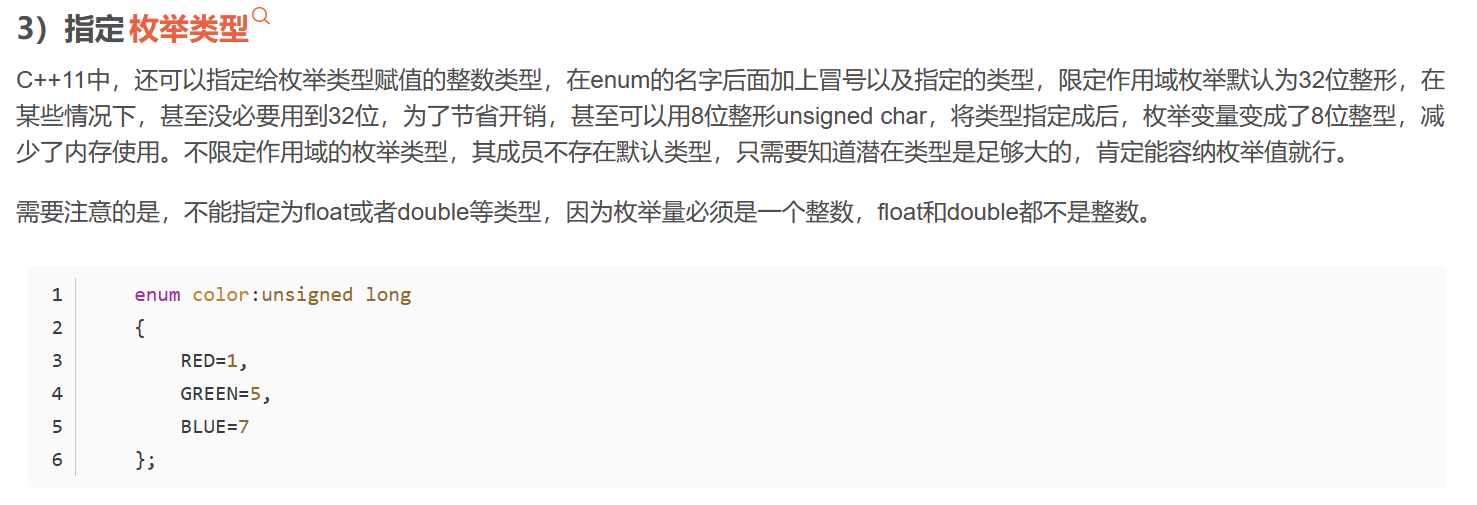 3）指定枚举类型
C++11中，还可以指定给枚举类型赋值的整数类型，在enum的名字后面加上冒号以及指定的类型，限定作用域枚举默认为32位整形，在
某些情况下，甚至没必要用到32位，为了节省开销，甚至可以用8位整形unsigned char，将类型指定成后，枚举变量变成了8位整型，减
少了内存使用。不限定作用域的枚举类型，其成员不存在默认类型，只需要知道潜在类型是足够大的，肯定能容纳枚举值就行。
需要注意的是，不能指定为float或者double等类型，因为枚举量必须是一个整数，float和double都不是整数。
1 enum color:unsigned long
2 {
3 RED=1,
4 GREEN=5,
5 BLUE=7
6 };